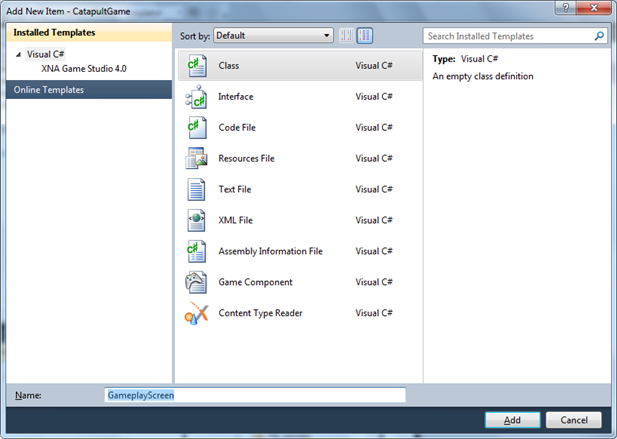 Add New Item - CatapultGame
Installed Templates
Visual C#
XNA Game Studio 4.0
Online Templates
Sort by: Default
Class Visual C#
Interface Visual C#
Code File Visual C#
Resources File Visual C#
Text File Visual C#
XML File Visual C#
Assembly Information File Visual C#
Game Component Visual C#
Content Type Reader Visual C#
Search Installed Templates
Type: Visual C#
An empty class definition
Name: GameplayScreen
Add Cancel